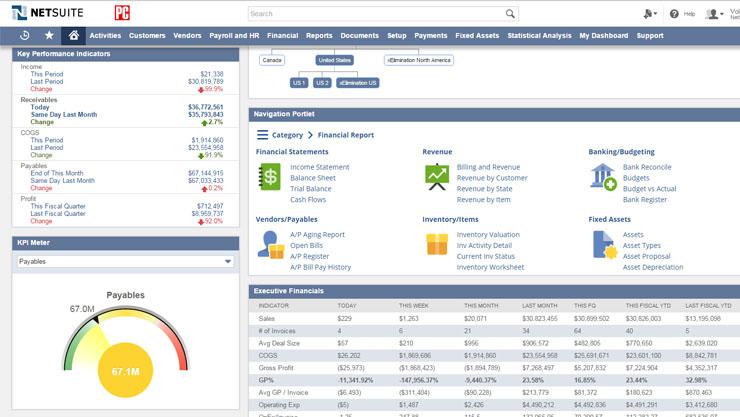 NETSUITE PC Search Help
Activities Customers Vendors Payroll and HR Financial Reports Documents Setup Payments Fixed Assets Statistical Analysis My Dashboard Support
Key Performance Indicators
Income
This Period $21,338
Last Period $30,819,789
Change 99.9%
Receivables
Today $36,772,561
Same Day Last Month $35,793,843
Change 2.7%
COGS
This Period $1,914,860
Last Period $23,554,958
Change 91.9%
Payables
End of This Month $67,144,915
Same Day Last Month $67,033,433
Change 0.2%
Profit
This Fiscal Quarter $712,497
Last Fiscal Quarter $8,959,737
Change 92.0%
KPI Meter
Payables
Payables
67.0M
67.1M
Canada United States xElimination North America
US 1 US 2 xElimination US
Navigation Portlet
Category Financial Report
Financial Statements
Income Statement
Balance Sheet
Trial Balance
Cash Flows
Revenue
Billing and Revenue
Revenue by Customer
Revenue by State
Revenue by Item
Banking/Budgeting
Bank Reconcile
Budgets
Budget vs Actual
Bank Register
Vendors/Payables
A/P Aging Report
Open Bills
A/P Register
A/P Bill Pay History
Inventory/Items
Inventory Valuation
Inv Activity Detail
Current Inv Status
Inventory Worksheet
Fixed Assets
Assets
Asset Types
Asset Proposal
Asset Depreciation
Executive Financials
INDICATOR TODAY THIS WEEK THIS MONTH LAST MONTH THIS FQ THIS FISCAL YTD LAST FISCAL YTD
Sales $229 $1,263 $20,071 $30,823,455 $30,899,502 $30,826,003 $13,195,098
# of Invoices 4 6 21 34 64 40 5
Avg Deal Size $57 $210 $956 $906,572 $482,805 $770,650 $2,639,020
COGS $26,202 $1,869,686 $1,914,860 $23,554,958 $25,691,671 $23,601,100 $8,842,781
Gross Profit ($25,973) ($1,868,423) ($1,894,789) $7,268,497 $5,207,832 $7,224,904 $4,352,317
GP% -11,341.92% -147,956.37% -9,440.37% 23.58% 16.85% 23.44% 32.98%
Avg GP / Invoice ($6,493) ($311,404) ($90,228) $213,779 $81,372 $180,623 $870,463
Operating Exp ($5) $1,487 $2,426 $4,490,216 $4,492,836 $4,491,291 $3,412,680